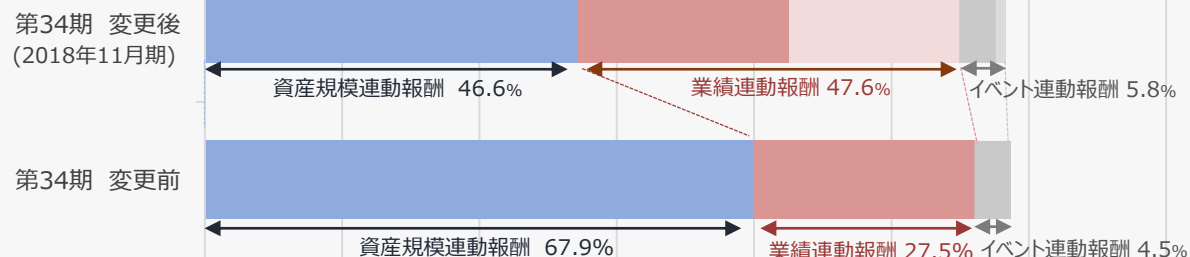 第34期 変更後
(2018年11月期)
資産規模連動報酬 46.6%
業績連動報酬 47.6%
イベント連動報酬 5.8%
第34期 変更前
資産規模連動報酬 67.9%
業績連動報酬 27.5%
イベント連動報酬 4.5%